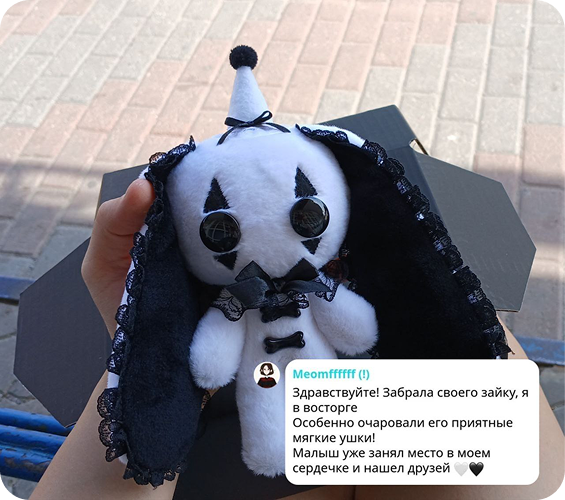 Meomffffff (!)
Здравствуйте! Забрала своего зайку, я
в восторге
Особенно очаровали его приятные
мягкие ушки!
Малыш уже занял место в моем
сердечке и нашел друзей 🤍🖤